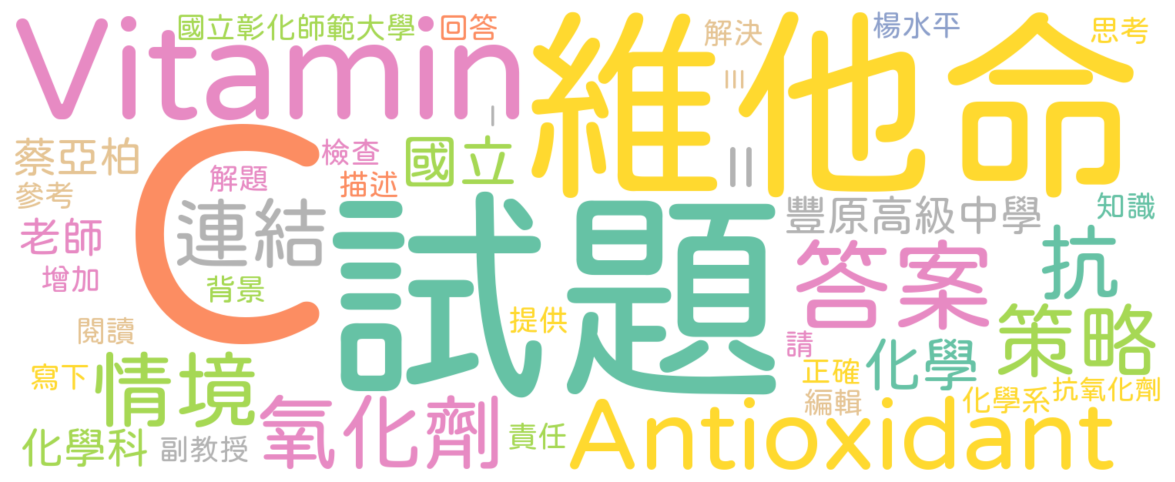 Vitamin
國立彰化師範大學
回答
維他命
解決
楊水平
思考
III
I
II
蔡亞柏
參考
解題
檢查
描述
國立
C
連結
試題
老師
增加
背景
豐原高級中學
知識
答案
抗
閱讀
提供
請
策略
寫下
情境
正確
化學
編輯
化學系
抗氧化劑
化學科
副教授
氧化劑
責任
Antioxidant